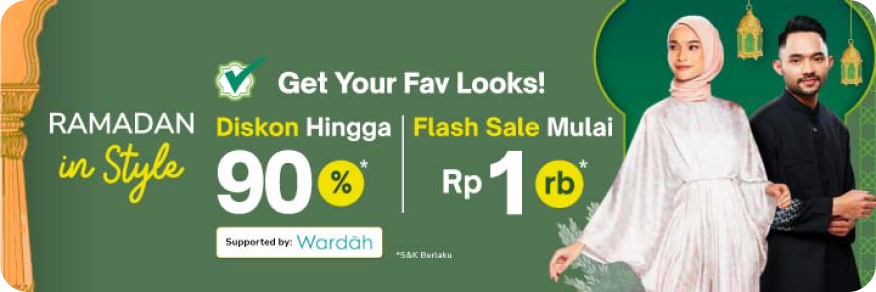 RAMADAN
in Style
Get Your Fav Looks!
Diskon Hingga
90%*
Flash Sale Mulai
Rp 1 rb*
Supported by: Wardāh
*S&K Berlaku